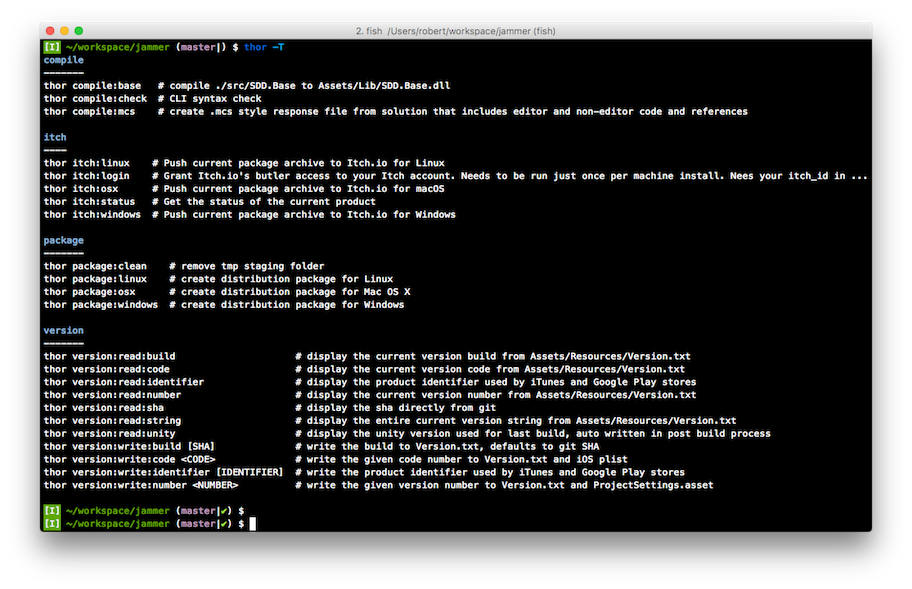 2. fish  /Users/robert/workspace/jammer (fish)
[I] ~/workspace/jammer (master|) $ thor -T
compile
-------
thor compile:base   # compile ./src/SDD.Base to Assets/Lib/SDD.Base.dll
thor compile:check  # CLI syntax check
thor compile:mcs    # create .mcs style response file from solution that includes editor and non-editor code and references
itch
----
thor itch:linux    # Push current package archive to Itch.io for Linux
thor itch:login    # Grant Itch.io's butler access to your Itch account. Needs to be run just once per machine install. Nees your itch_id in ...
thor itch:osx      # Push current package archive to Itch.io for macOS
thor itch:status   # Get the status of the current product
thor itch:windows  # Push current package archive to Itch.io for Windows
package
-------
thor package:clean    # remove tmp staging folder
thor package:linux    # create distribution package for Linux
thor package:osx      # create distribution package for Mac OS X
thor package:windows  # create distribution package for Windows
version
-------
thor version:read:build                     # display the current version build from Assets/Resources/Version.txt
thor version:read:code                      # display the current version code from Assets/Resources/Version.txt
thor version:read:identifier                # display the product identifier used by iTunes and Google Play stores
thor version:read:number                    # display the current version number from Assets/Resources/Version.txt
thor version:read:sha                       # display the sha directly from git
thor version:read:string                    # display the entire current version string from Assets/Resources/Version.txt
thor version:read:unity                     # display the unity version used for last build, auto written in post build process
thor version:write:build [SHA]              # write the build to Version.txt, defaults to git SHA
thor version:write:code <CODE>              # write the given code number to Version.txt and iOS plist
thor version:write:identifier [IDENTIFIER]  # write the product identifier used by iTunes and Google Play stores
thor version:write:number <NUMBER>          # write the given version number to Version.txt and ProjectSettings.asset
[I] ~/workspace/jammer (master|✔) $
[I] ~/workspace/jammer (master|✔) $